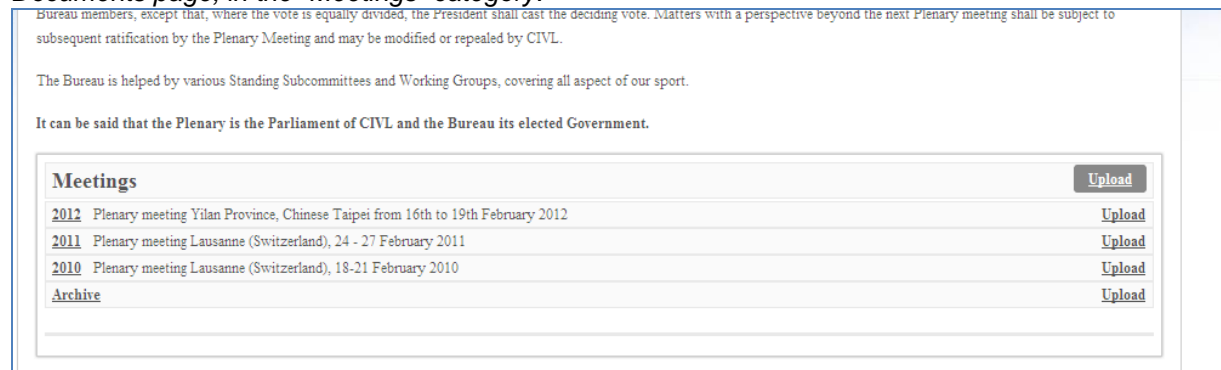 Documents page, in the "Meetings" category.
Bureau members, except that, where the vote is equally divided, the President shall cast the deciding vote. Matters with a perspective beyond the next Plenary meeting shall be subject to
subsequent ratification by the Plenary Meeting and may be modified or repealed by CIVL.
The Bureau is helped by various Standing Subcommittees and Working Groups, covering all aspect of our sport.
It can be said that the Plenary is the Parliament of CIVL and the Bureau its elected Government.
Meetings Upload
2012 Plenary meeting Yilan Province, Chinese Taipei from 16th to 19th February 2012 Upload
2011 Plenary meeting Lausanne (Switzerland), 24 - 27 February 2011 Upload
2010 Plenary meeting Lausanne (Switzerland), 18-21 February 2010 Upload
Archive Upload